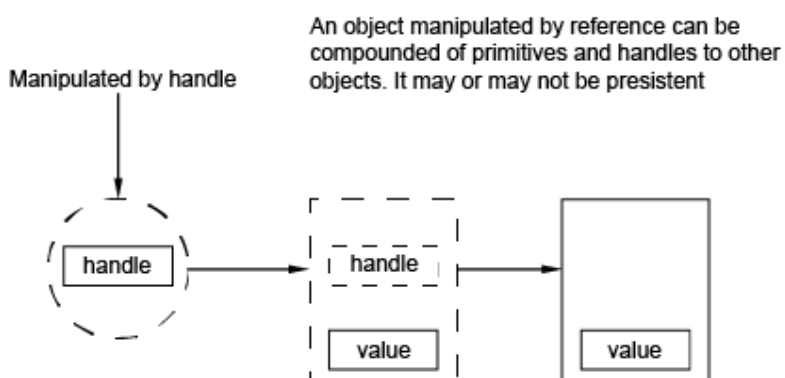 An object manipulated by reference can be
compounded of primitives and handles to other
objects. It may or may not be presistent
Manipulated by handle
handle
handle
value
value